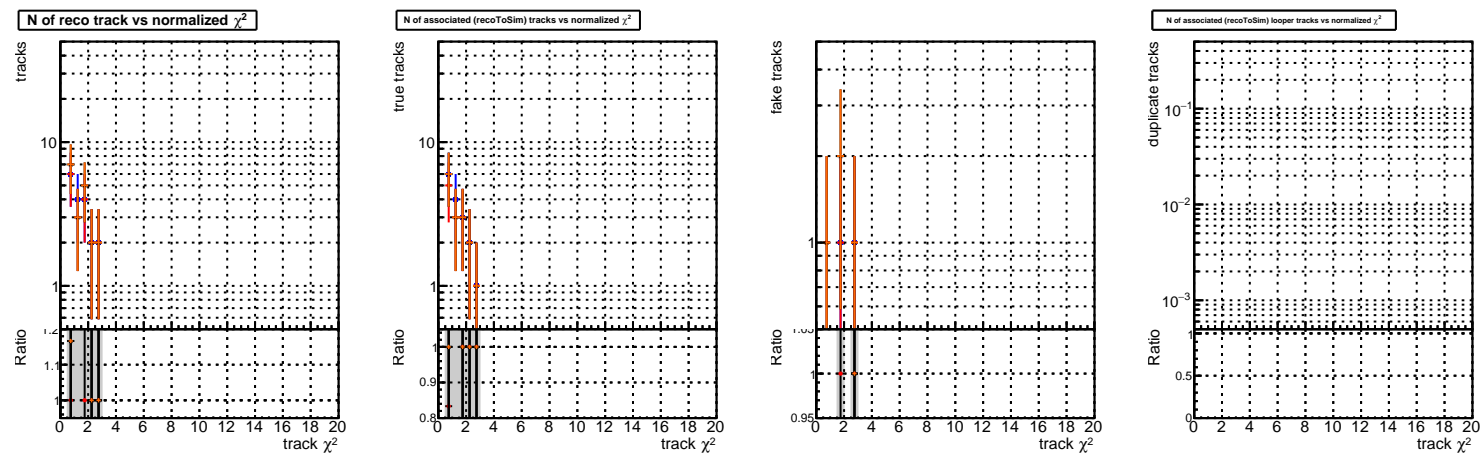 N of reco track vs normalized χ²
tracks
10
1
Ratio
1.2
1.1
1
0 2 4 6 8 10 12 14 16 18 20
track χ²
N of associated (recoToSim) tracks vs normalized χ²
true tracks
10
1
Ratio
1
0.9
0.8
0 2 4 6 8 10 12 14 16 18 20
track χ²
fake tracks
1
Ratio
1.05
1
0.95
0 2 4 6 8 10 12 14 16 18 20
track χ²
N of associated (recoToSim) looper tracks vs normalized χ²
duplicate tracks
10⁻¹
10⁻²
10⁻³
Ratio
1
0.5
0
0 2 4 6 8 10 12 14 16 18 20
track χ²